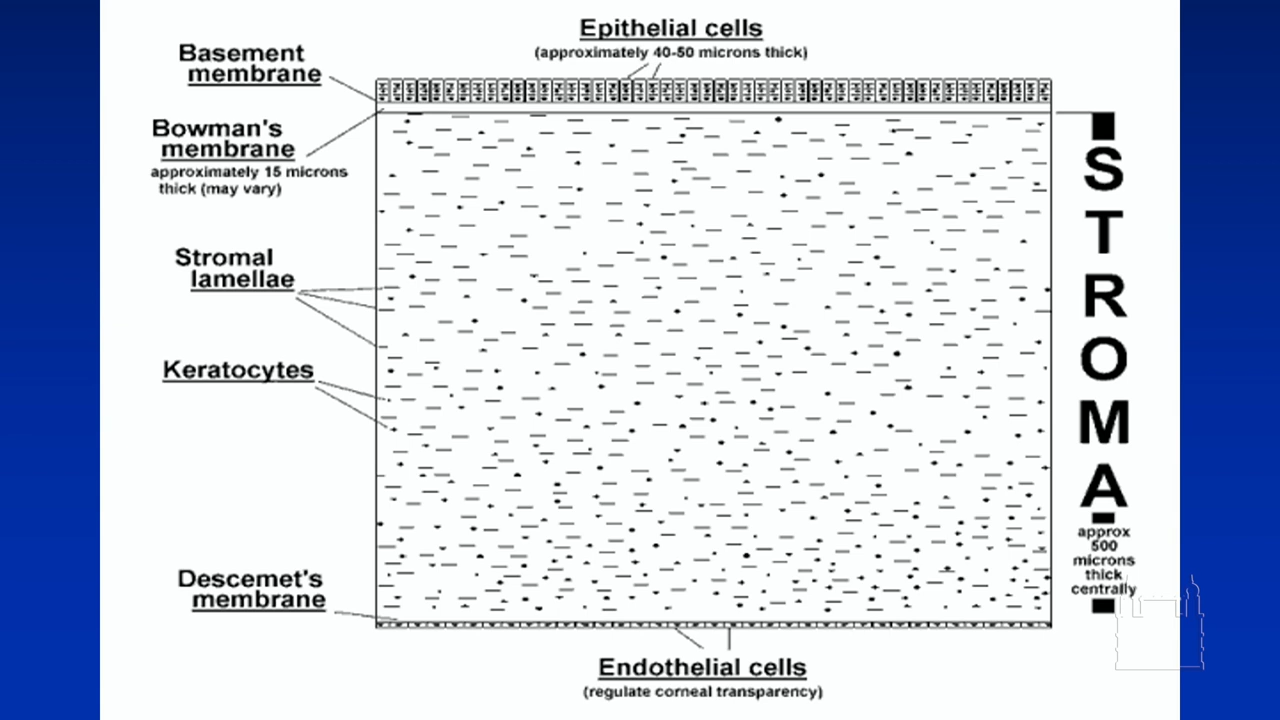 Epithelial cells
(approximately 40-50 microns thick)
Basement
membrane
Bowman's
membrane
approximately 15 microns
thick (may vary)
Stromal
lamellae
Keratocytes
Descemet's
membrane
Endothelial cells
(regulate corneal transparency)
S
T
R
O
M
A
approx
500
microns
thick
centrally